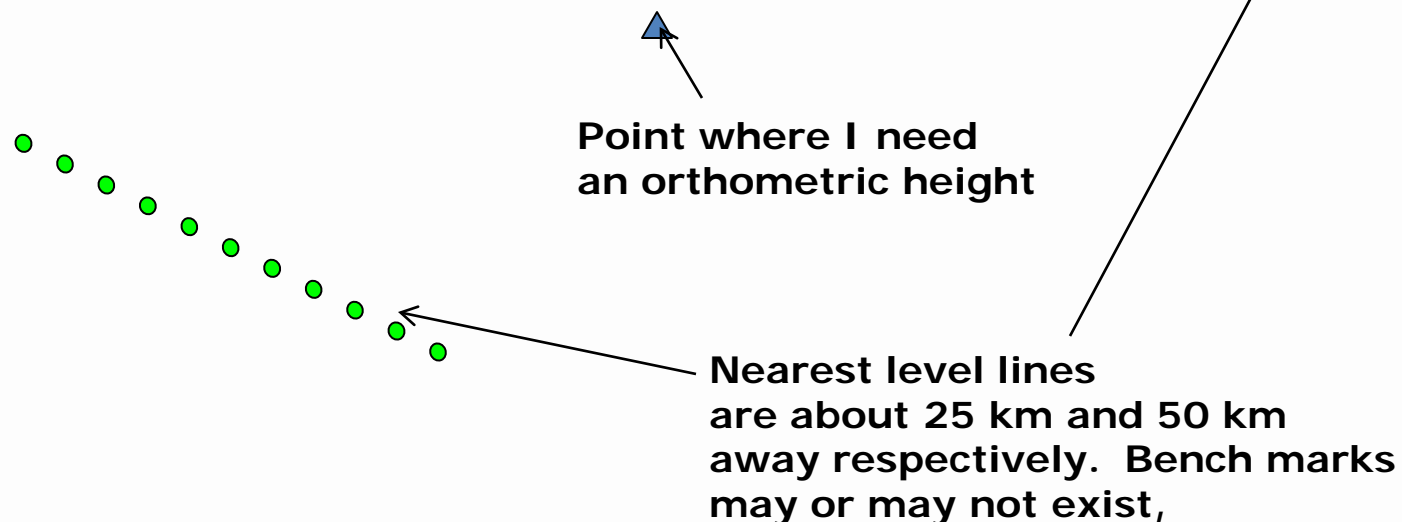 Point where I need
an orthometric height
Nearest level lines
are about 25 km and 50 km
away respectively.  Bench marks
may or may not exist,